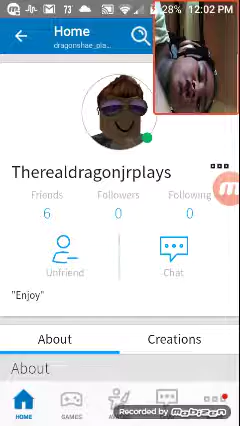 73°
28% 12:02 PM
Home
dragonshae_pla...
Therealdragonjrplays
Friends Followers Following
6 0 0
Unfriend Chat
"Enjoy"
About Creations
About
HOME GAMES
Recorded by Mobizen